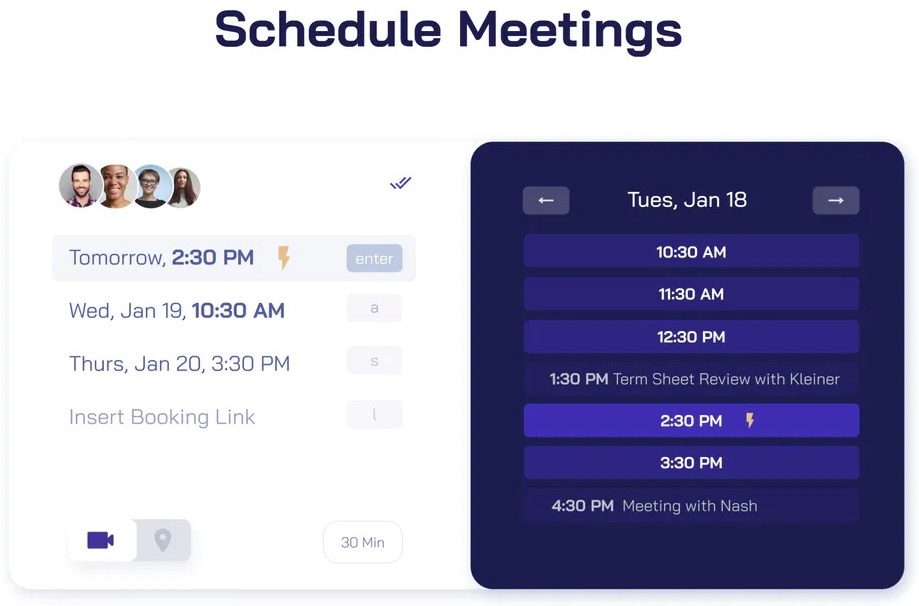 Schedule Meetings
Tomorrow, 2:30 PM enter
Wed, Jan 19, 10:30 AM a
Thurs, Jan 20, 3:30 PM s
Insert Booking Link l
30 Min
← Tues, Jan 18 →
10:30 AM
11:30 AM
12:30 PM
1:30 PM Term Sheet Review with Kleiner
2:30 PM
3:30 PM
4:30 PM Meeting with Nash